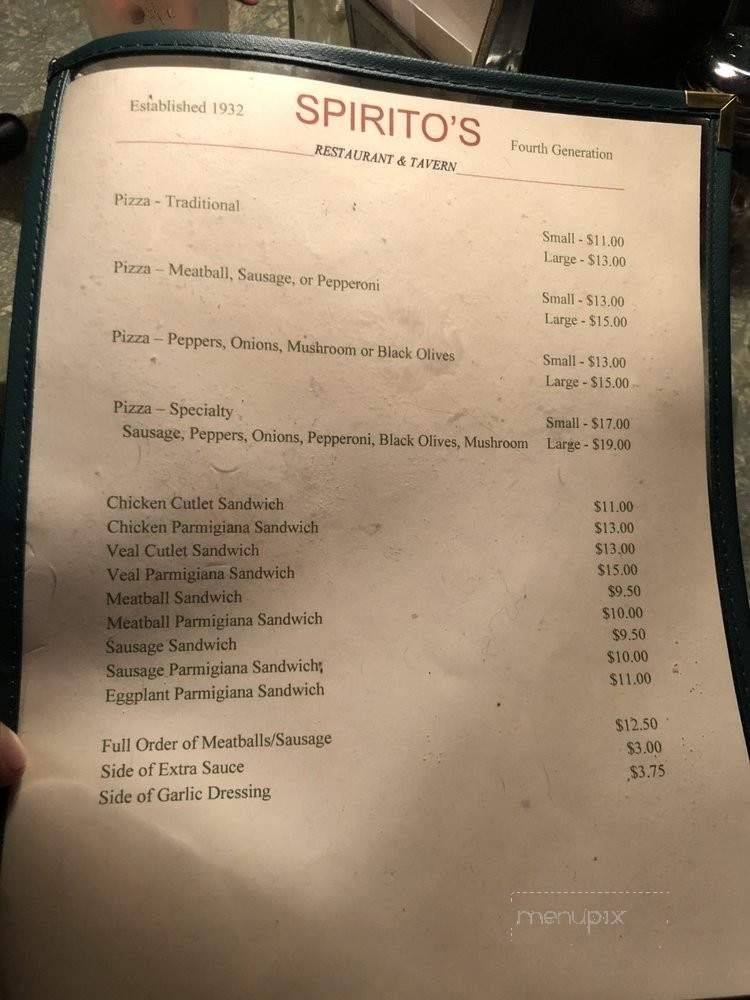 Established 1932
SPIRITO'S
Fourth Generation
RESTAURANT & TAVERN
Pizza - Traditional
Small - $11.00
Large - $13.00
Pizza – Meatball, Sausage, or Pepperoni
Small - $13.00
Large - $15.00
Pizza – Peppers, Onions, Mushroom or Black Olives
Small - $13.00
Large - $15.00
Pizza – Specialty
Small - $17.00
Sausage, Peppers, Onions, Pepperoni, Black Olives, Mushroom Large - $19.00
Chicken Cutlet Sandwich $11.00
Chicken Parmigiana Sandwich $13.00
Veal Cutlet Sandwich $13.00
Veal Parmigiana Sandwich $15.00
Meatball Sandwich $9.50
Meatball Parmigiana Sandwich $10.00
Sausage Sandwich $9.50
Sausage Parmigiana Sandwich $10.00
Eggplant Parmigiana Sandwich $11.00
Full Order of Meatballs/Sausage $12.50
Side of Extra Sauce $3.00
Side of Garlic Dressing $3.75
menupix